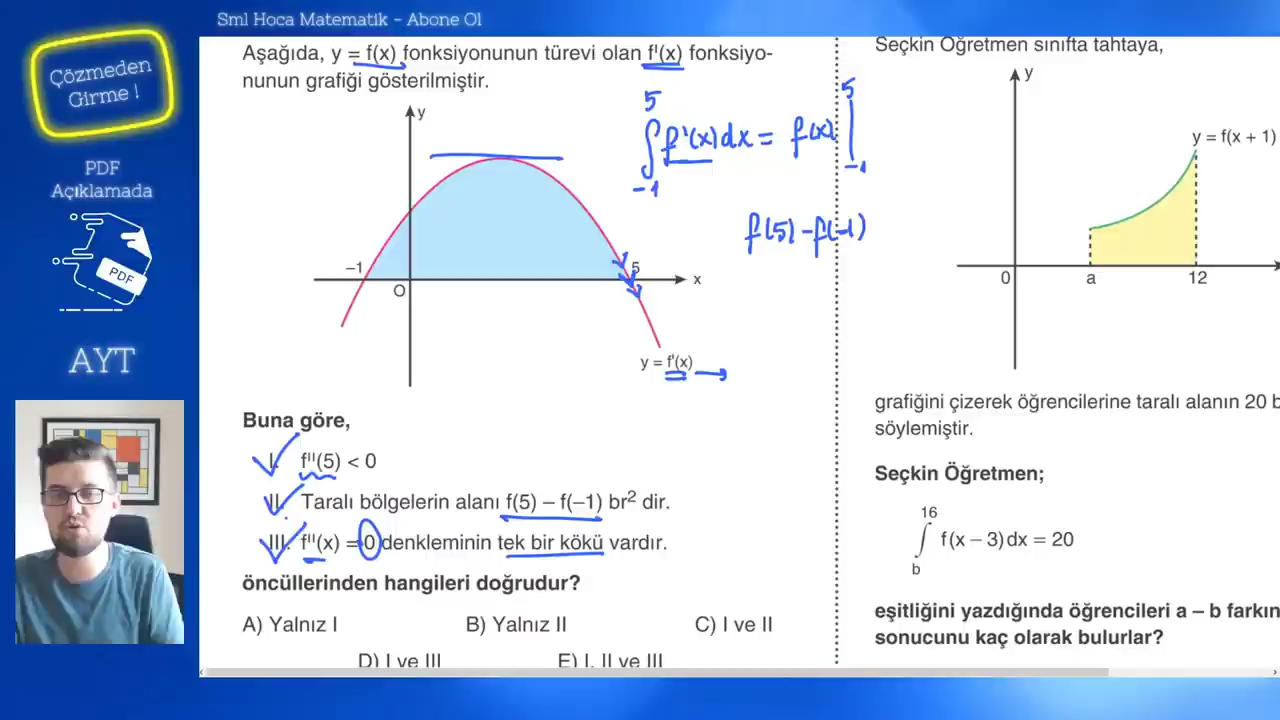 Sml Hoca Matematik - Abone Ol
Çözmeden
Girme !
PDF
Açıklamada
PDF
AYT
Aşağıda, y = f(x) fonksiyonunun türevi olan f'(x) fonksiyo-
nunun grafiği gösterilmiştir.
y
–1
O
5
x
y = f'(x)
5
∫ f'(x) dx = f(x) |
-1
5
-1
f(5) - f(-1)
Buna göre,
I. f''(5) < 0
II. Taralı bölgelerin alanı f(5) – f(–1) br² dir.
III. f''(x) = 0 denkleminin tek bir kökü vardır.
öncüllerinden hangileri doğrudur?
A) Yalnız I B) Yalnız II C) I ve II
D) I ve III E) I, II ve III
Seçkin Öğretmen sınıfta tahtaya,
y
y = f(x + 1)
0
a
12
grafiğini çizerek öğrencilerine taralı alanın 20 b
söylemiştir.
Seçkin Öğretmen;
16
∫ f(x – 3) dx = 20
b
eşitliğini yazdığında öğrencileri a – b farkın
sonucunu kaç olarak bulurlar?